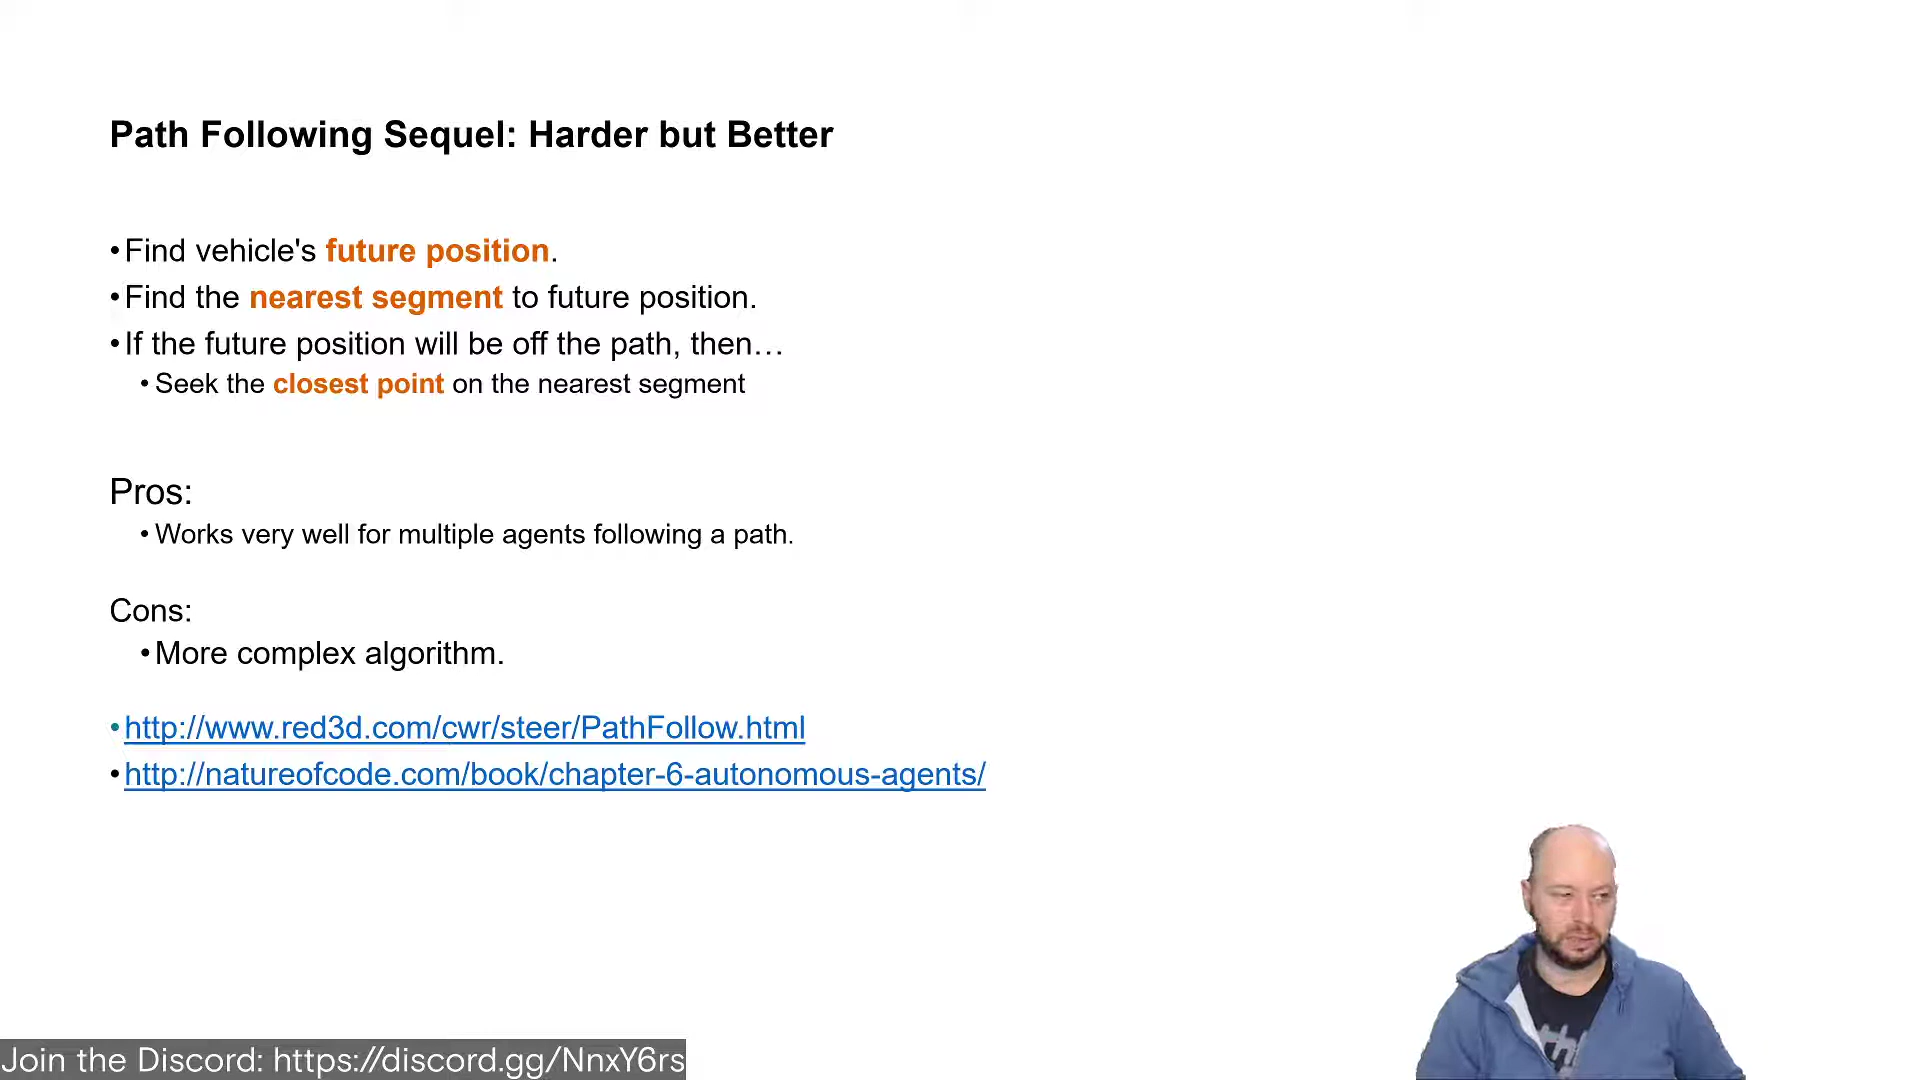 Path Following Sequel: Harder but Better
•Find vehicle's future position.
•Find the nearest segment to future position.
•If the future position will be off the path, then…
•Seek the closest point on the nearest segment
Pros:
•Works very well for multiple agents following a path.
Cons:
•More complex algorithm.
•http://www.red3d.com/cwr/steer/PathFollow.html
•http://natureofcode.com/book/chapter-6-autonomous-agents/
Join the Discord: https://discord.gg/NnxY6rs